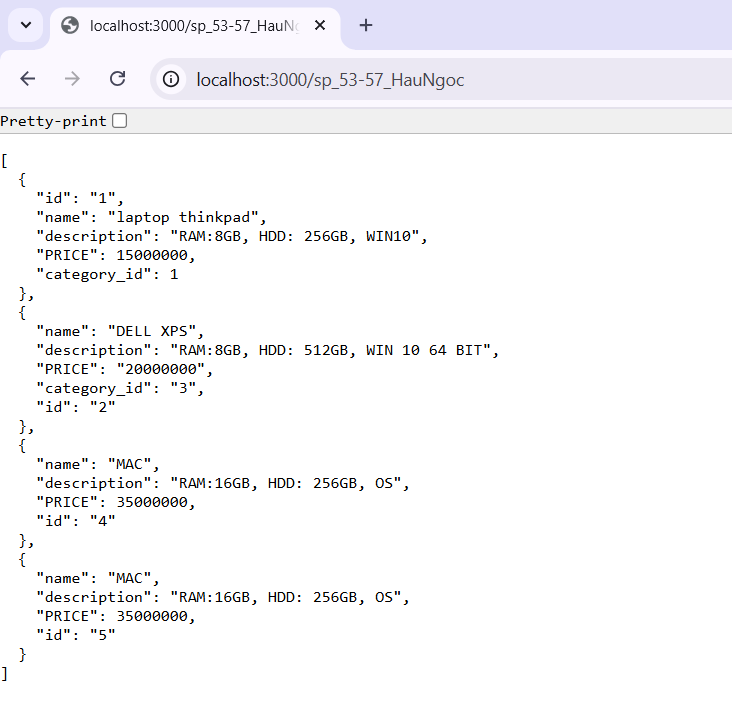 localhost:3000/sp_53-57_HauN
localhost:3000/sp_53-57_HauNgoc
Pretty-print
[
  {
    "id": "1",
    "name": "laptop thinkpad",
    "description": "RAM:8GB, HDD: 256GB, WIN10",
    "PRICE": 15000000,
    "category_id": 1
  },
  {
    "name": "DELL XPS",
    "description": "RAM:8GB, HDD: 512GB, WIN 10 64 BIT",
    "PRICE": "20000000",
    "category_id": "3",
    "id": "2"
  },
  {
    "name": "MAC",
    "description": "RAM:16GB, HDD: 256GB, OS",
    "PRICE": 35000000,
    "id": "4"
  },
  {
    "name": "MAC",
    "description": "RAM:16GB, HDD: 256GB, OS",
    "PRICE": 35000000,
    "id": "5"
  }
]